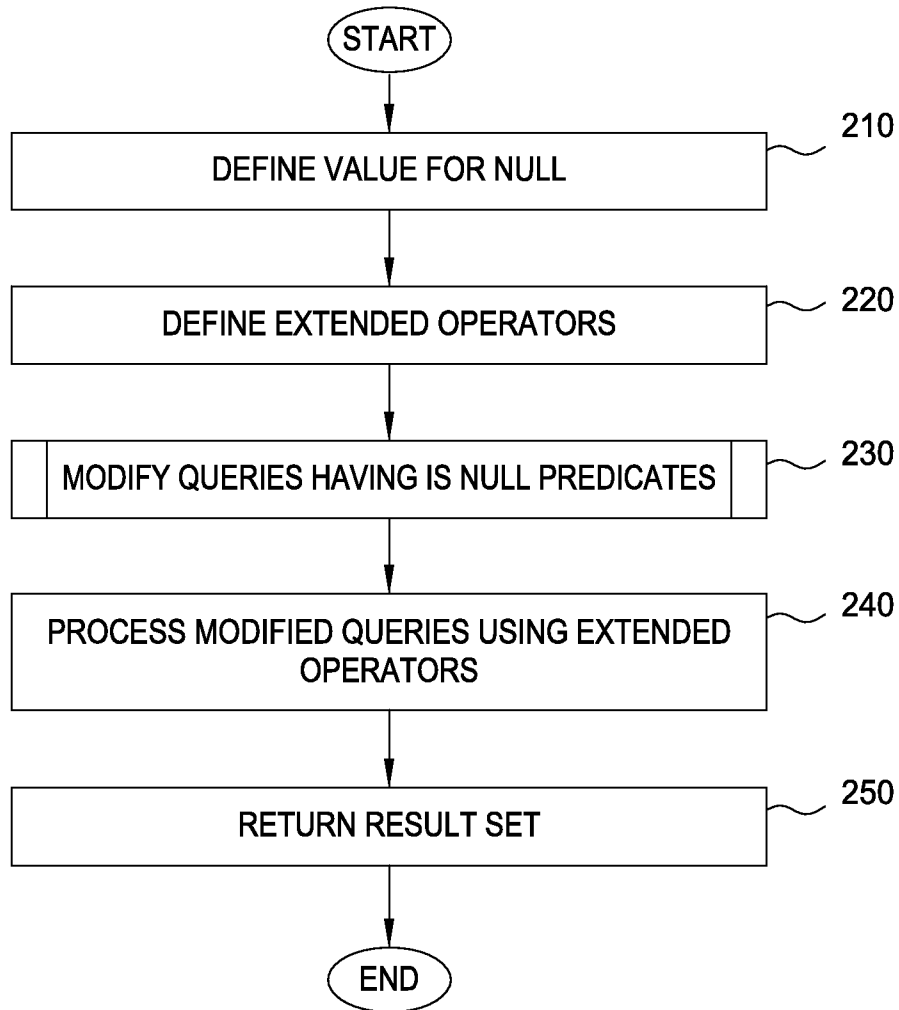 START
210
DEFINE VALUE FOR NULL
220
DEFINE EXTENDED OPERATORS
230
MODIFY QUERIES HAVING IS NULL PREDICATES
240
PROCESS MODIFIED QUERIES USING EXTENDED
OPERATORS
250
RETURN RESULT SET
END